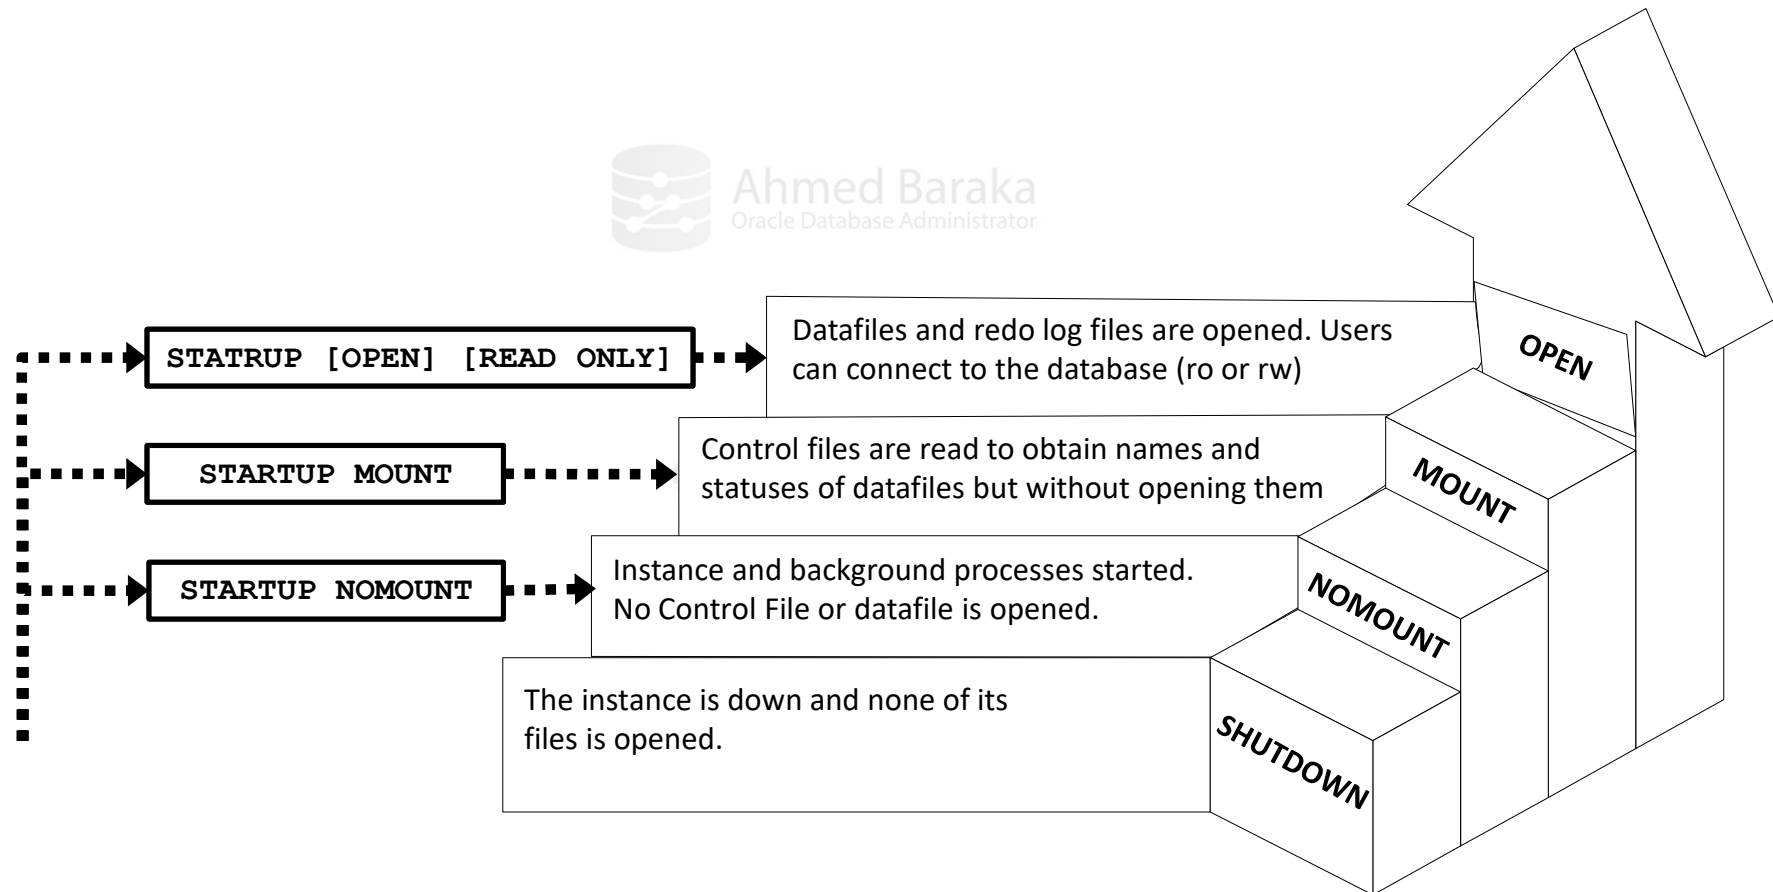 Ahmed Baraka
Oracle Database Administrator
STATRUP [OPEN] [READ ONLY]
Datafiles and redo log files are opened. Users
can connect to the database (ro or rw)
OPEN
STARTUP MOUNT
Control files are read to obtain names and
statuses of datafiles but without opening them
MOUNT
STARTUP NOMOUNT
Instance and background processes started.
No Control File or datafile is opened.
NOMOUNT
The instance is down and none of its
files is opened.
SHUTDOWN